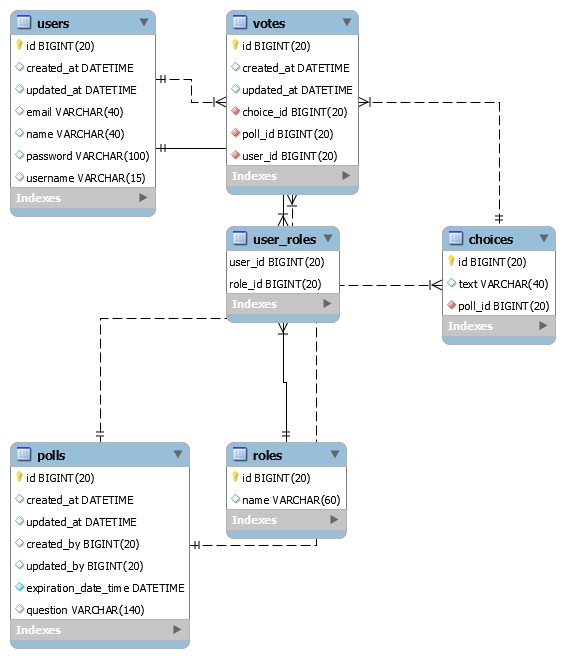 users
id BIGINT(20)
created_at DATETIME
updated_at DATETIME
email VARCHAR(40)
name VARCHAR(40)
password VARCHAR(100)
username VARCHAR(15)
Indexes
votes
id BIGINT(20)
created_at DATETIME
updated_at DATETIME
choice_id BIGINT(20)
poll_id BIGINT(20)
user_id BIGINT(20)
Indexes
user_roles
user_id BIGINT(20)
role_id BIGINT(20)
Indexes
choices
id BIGINT(20)
text VARCHAR(40)
poll_id BIGINT(20)
Indexes
polls
id BIGINT(20)
created_at DATETIME
updated_at DATETIME
created_by BIGINT(20)
updated_by BIGINT(20)
expiration_date_time DATETIME
question VARCHAR(140)
Indexes
roles
id BIGINT(20)
name VARCHAR(60)
Indexes